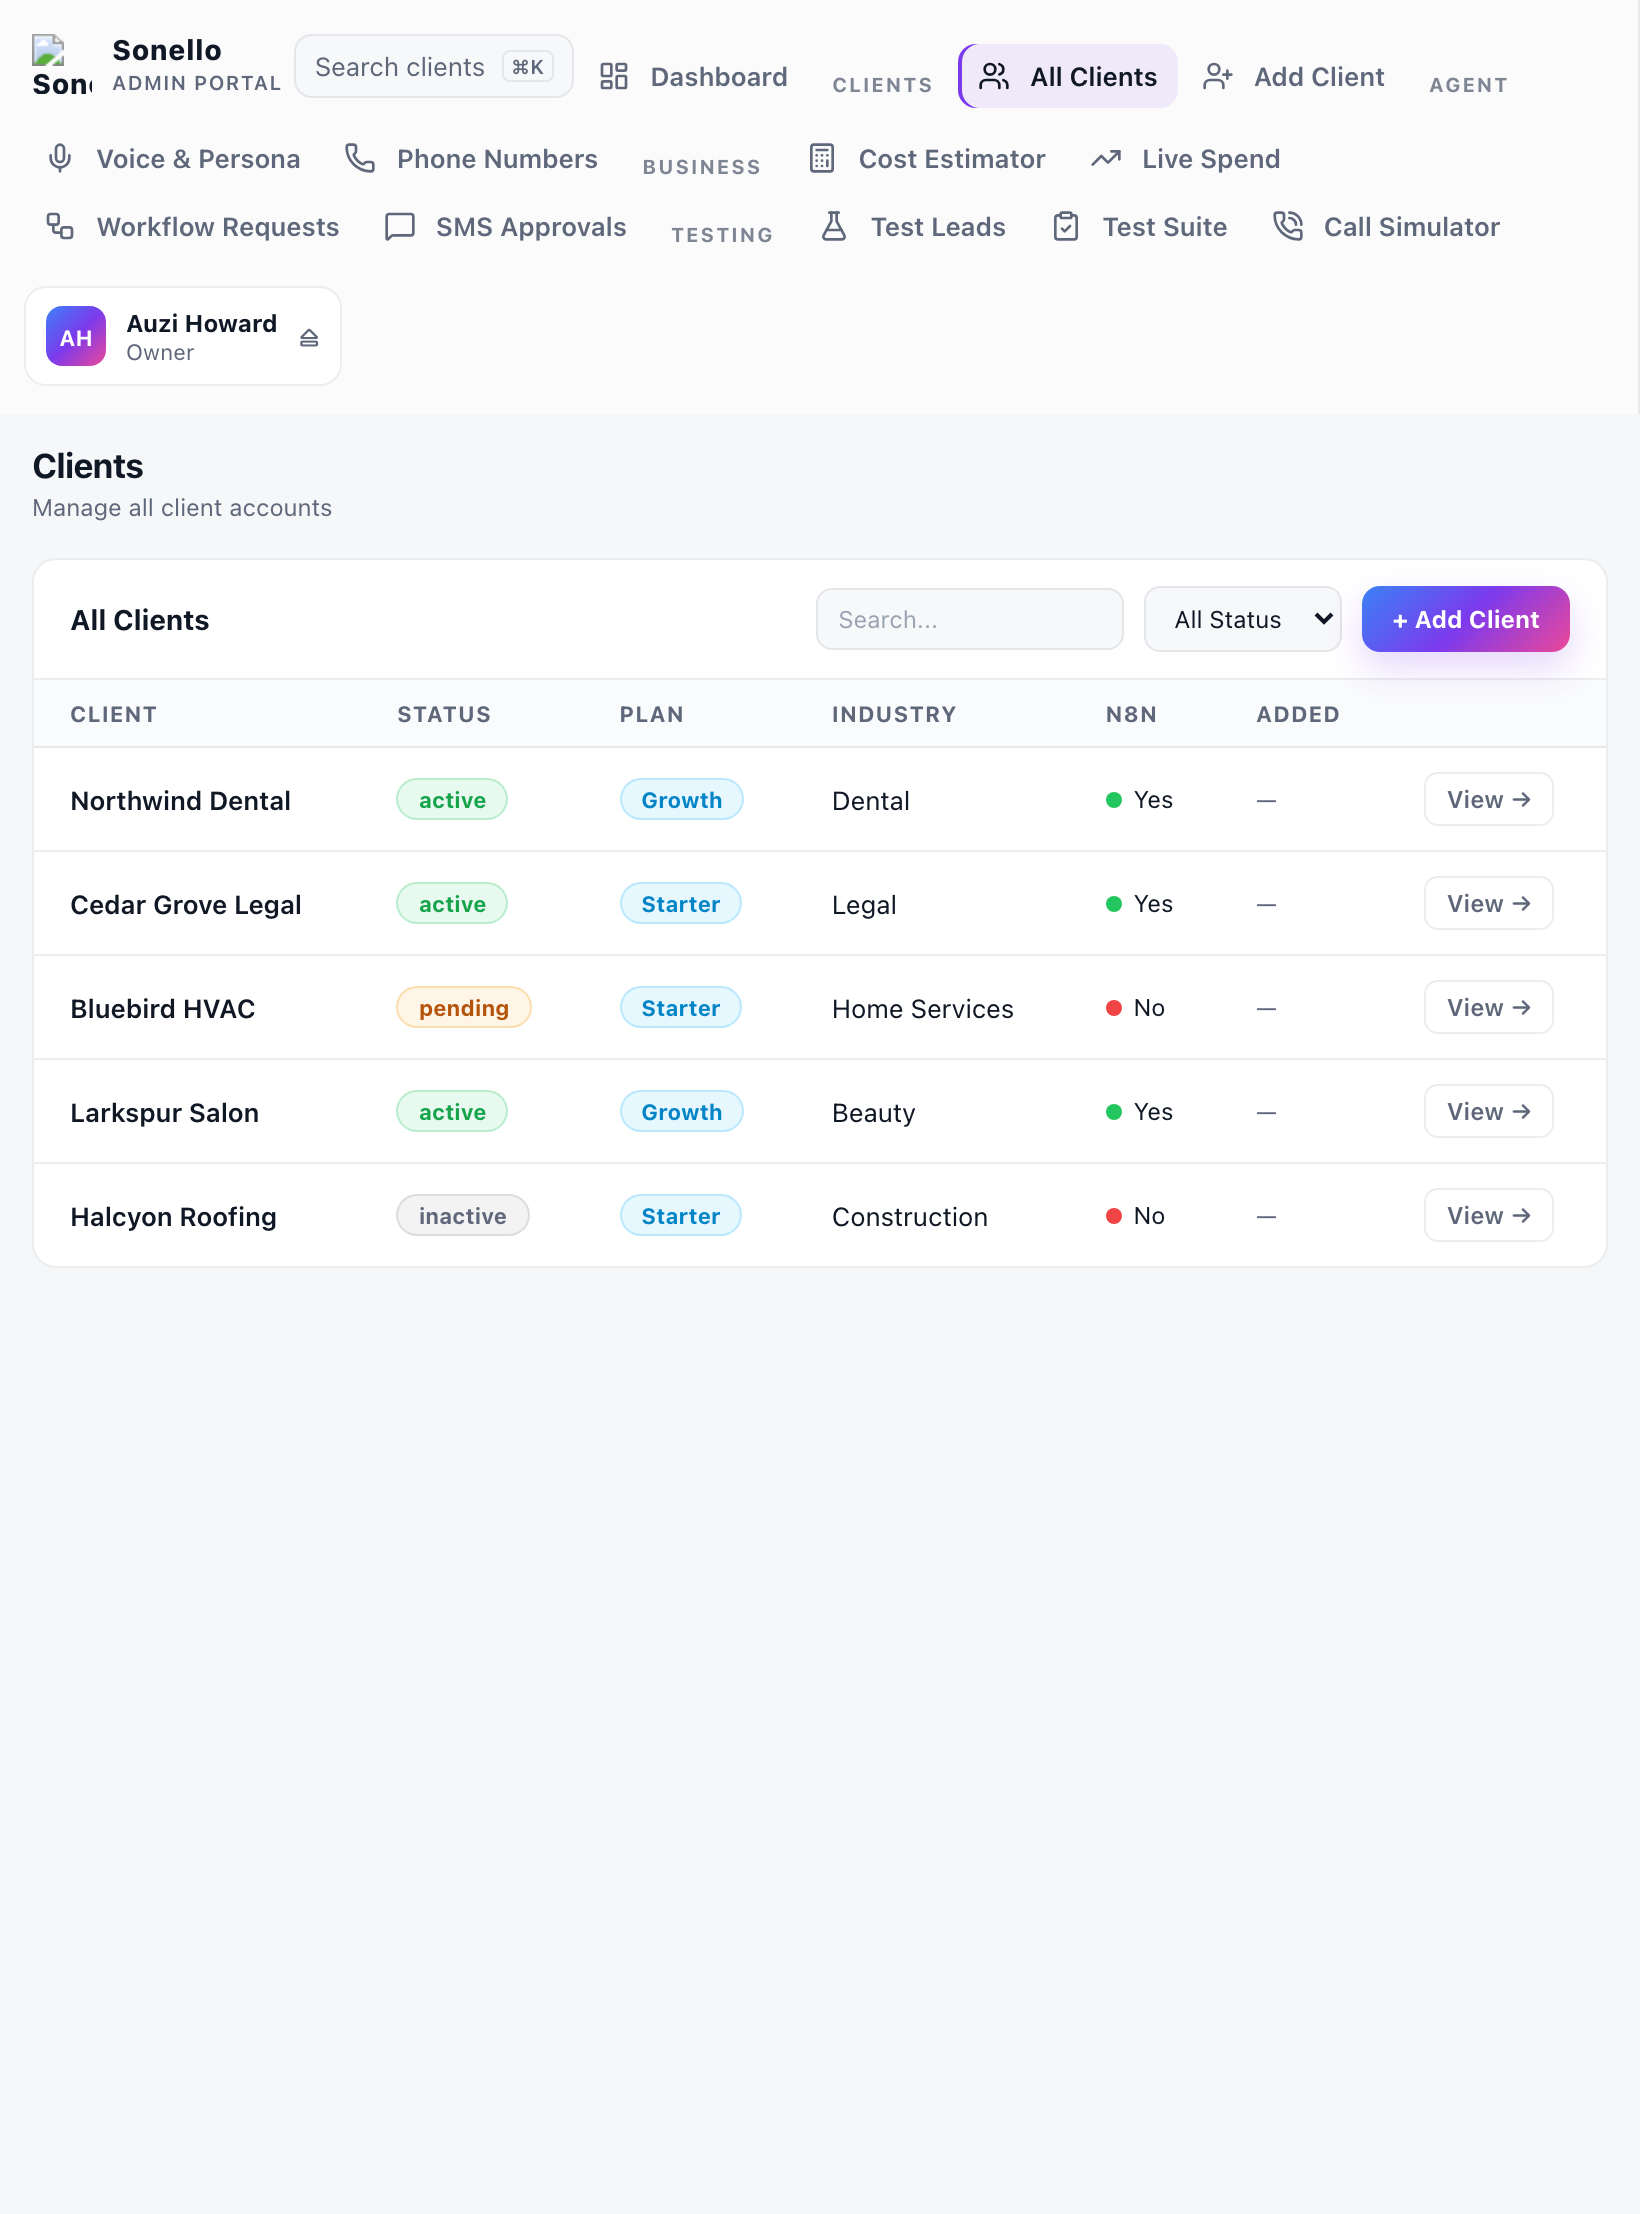 Sonello
ADMIN PORTAL
Search clients ⌘K
Dashboard
CLIENTS
All Clients
Add Client
AGENT
Voice & Persona
Phone Numbers
BUSINESS
Cost Estimator
Live Spend
Workflow Requests
SMS Approvals
TESTING
Test Leads
Test Suite
Call Simulator
AH
Auzi Howard
Owner
Clients
Manage all client accounts
All Clients
Search...
All Status
+ Add Client
CLIENT STATUS PLAN INDUSTRY N8N ADDED
Northwind Dental active Growth Dental Yes — View →
Cedar Grove Legal active Starter Legal Yes — View →
Bluebird HVAC pending Starter Home Services No — View →
Larkspur Salon active Growth Beauty Yes — View →
Halcyon Roofing inactive Starter Construction No — View →